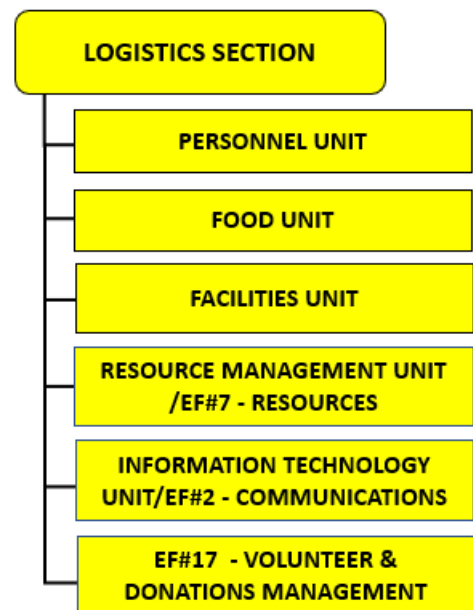 LOGISTICS SECTION
PERSONNEL UNIT
FOOD UNIT
FACILITIES UNIT
RESOURCE MANAGEMENT UNIT
/EF#7 - RESOURCES
INFORMATION TECHNOLOGY
UNIT/EF#2 - COMMUNICATIONS
EF#17 - VOLUNTEER &
DONATIONS MANAGEMENT